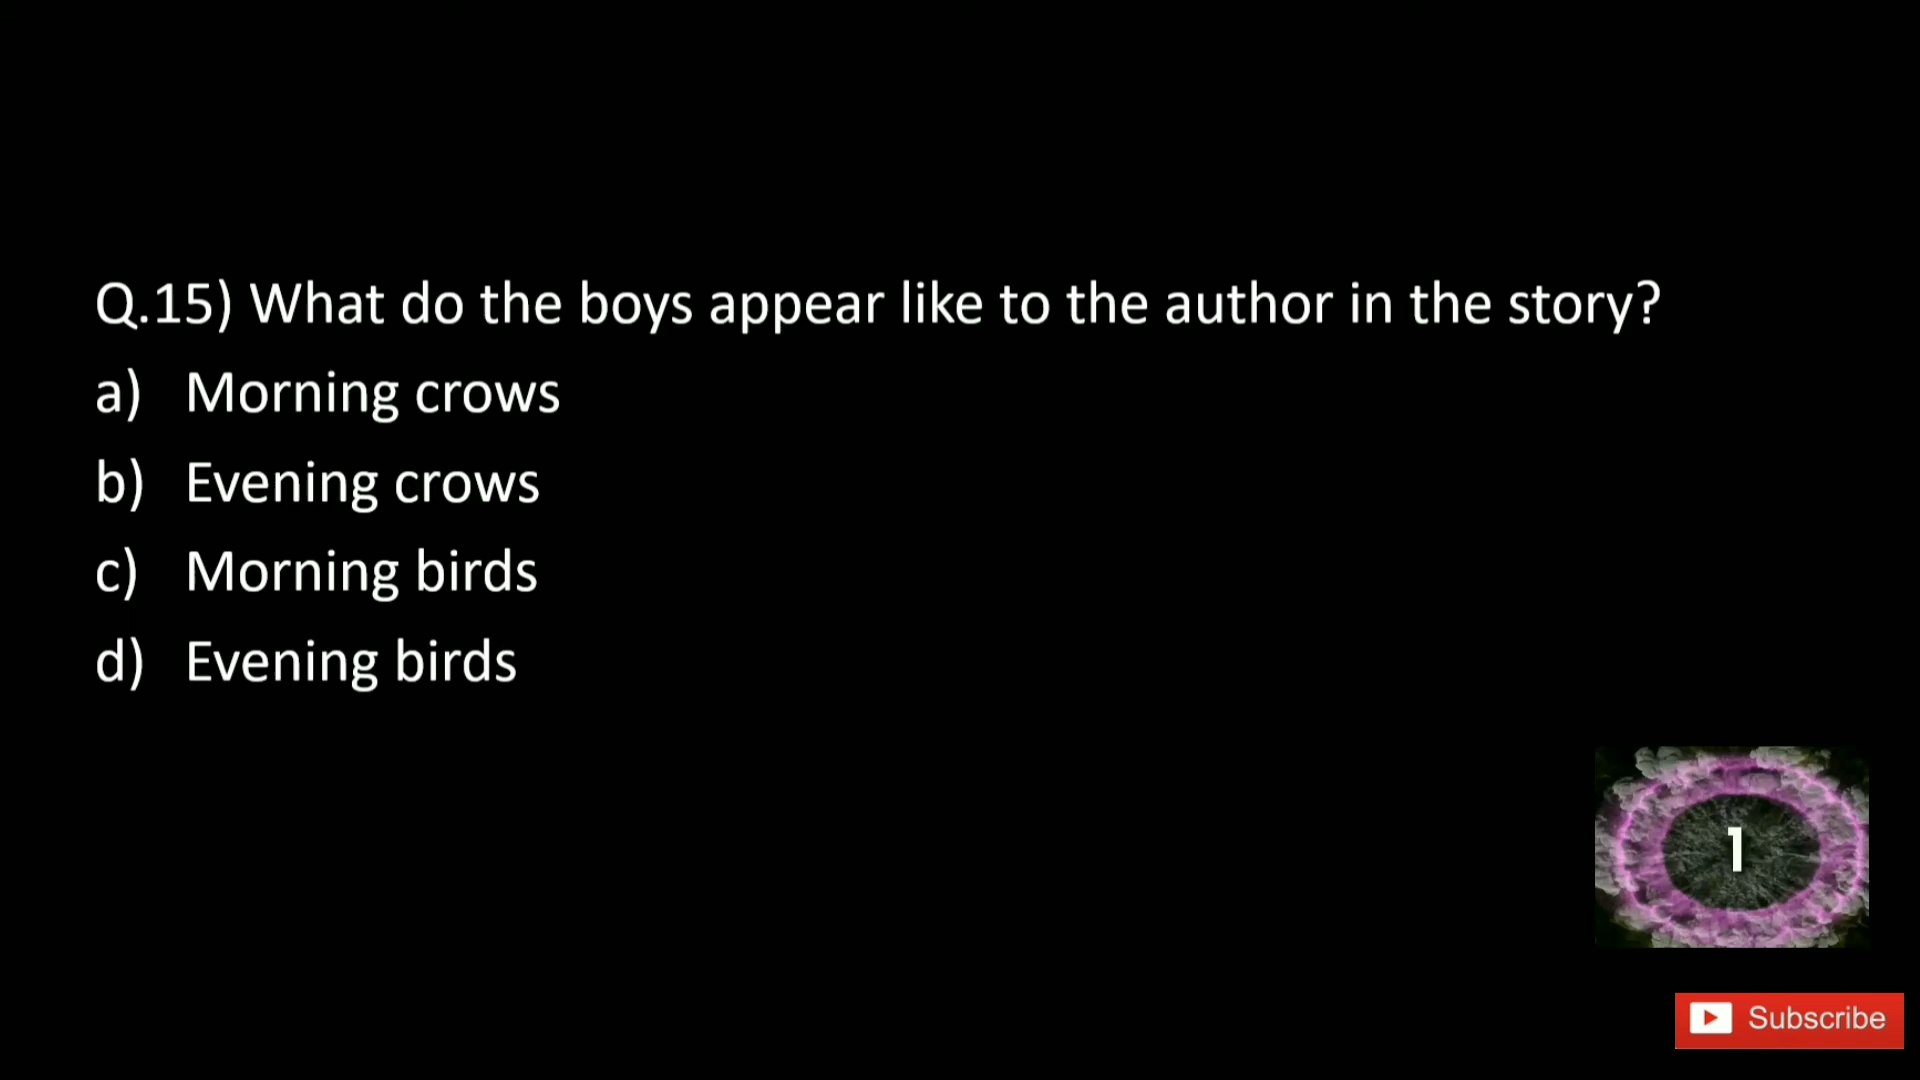 Q.15) What do the boys appear like to the author in the story?
a) Morning crows
b) Evening crows
c) Morning birds
d) Evening birds
1
Subscribe